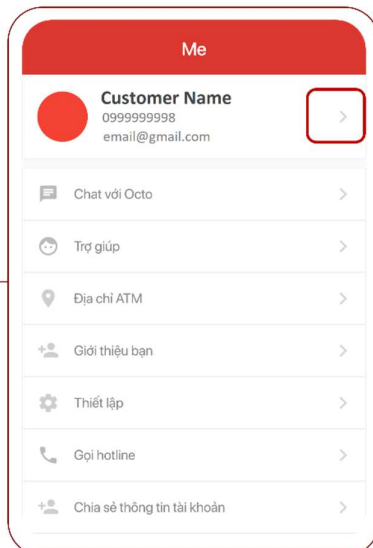 Me
Customer Name
0999999998
email@gmail.com
Chat với Octo
Trợ giúp
Địa chỉ ATM
Giới thiệu bạn
Thiết lập
Gọi hotline
Chia sẻ thông tin tài khoản